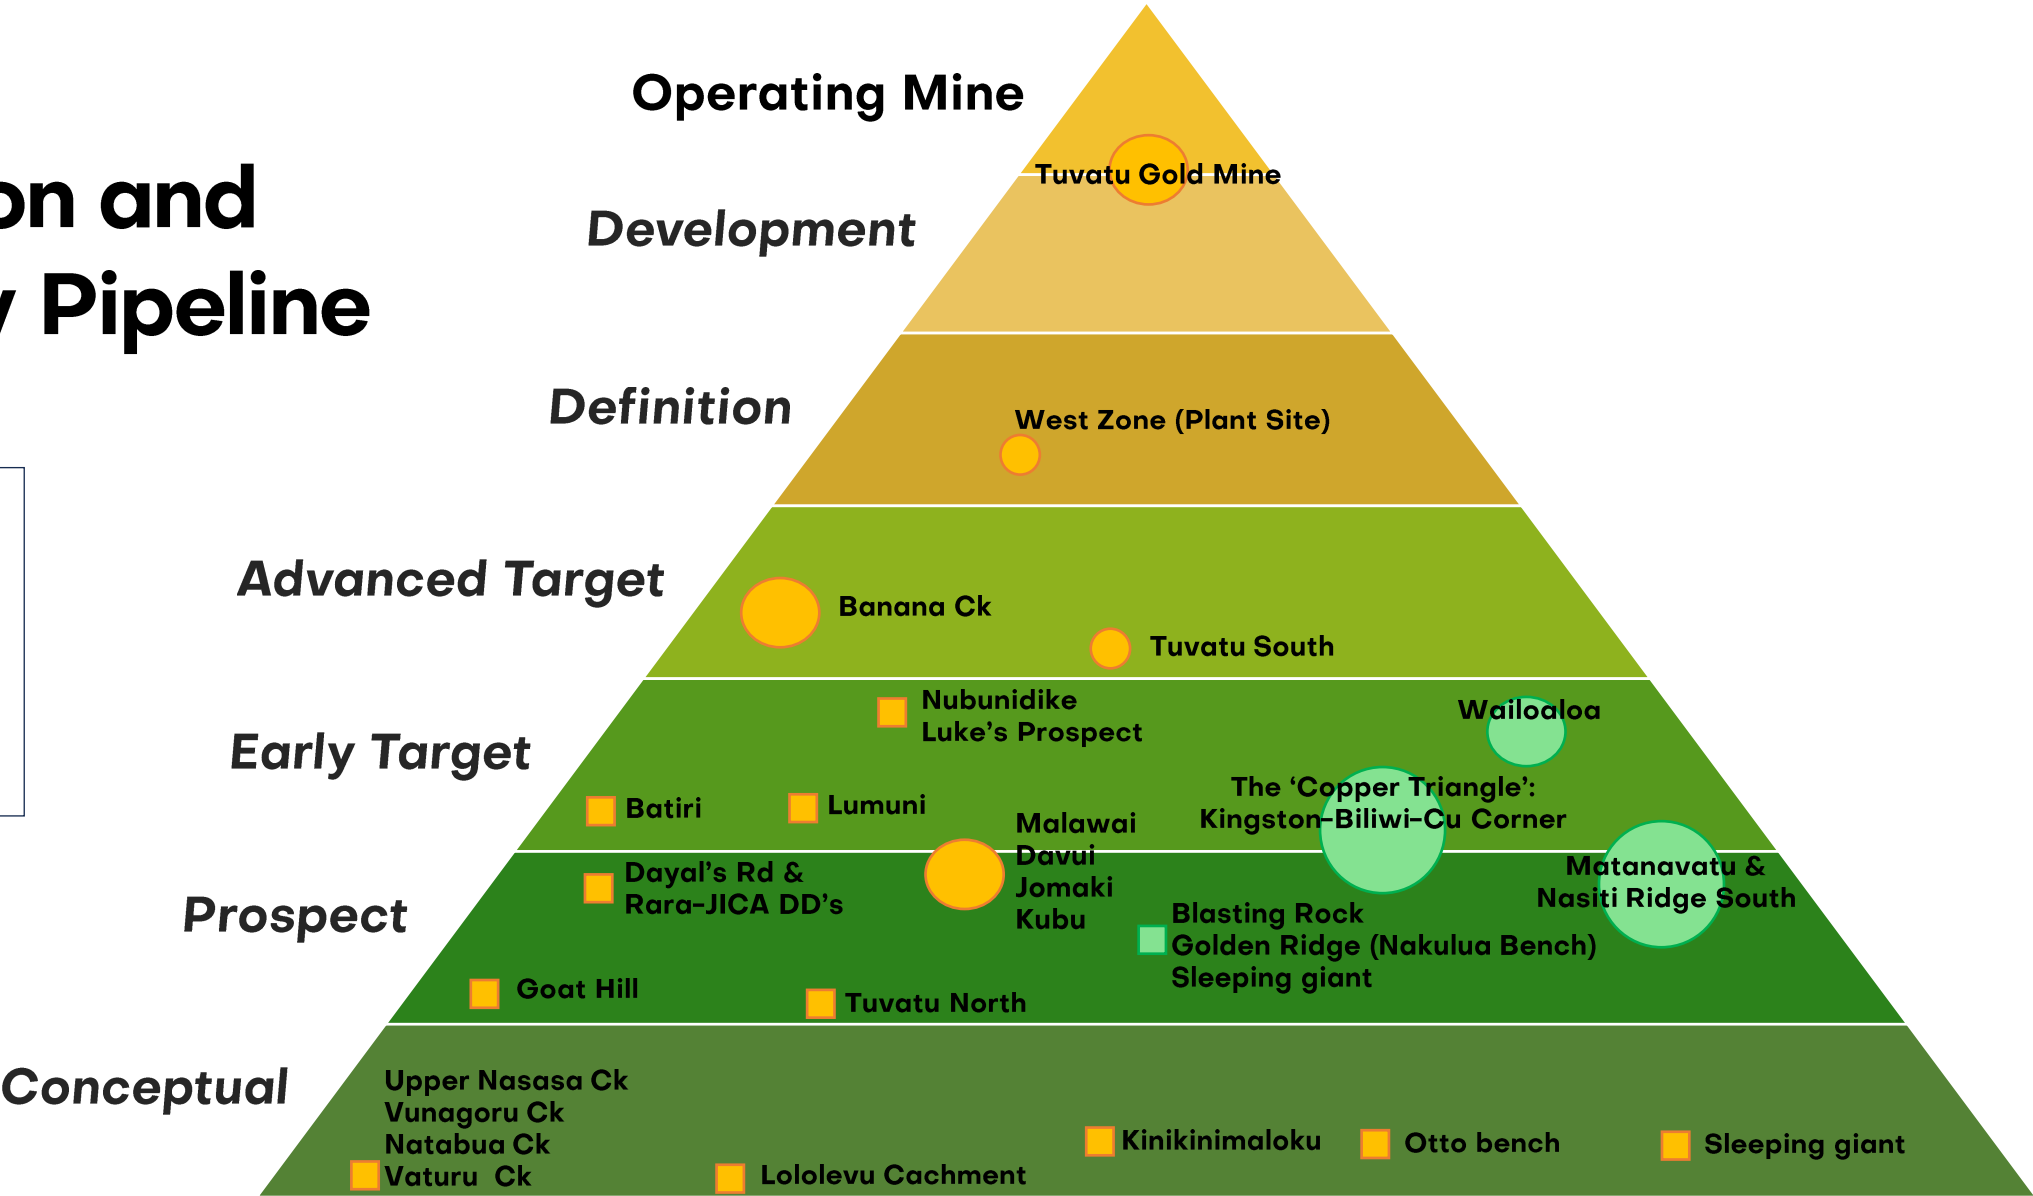 on and
y Pipeline
Operating Mine
Tuvatu Gold Mine
Development
Definition
West Zone (Plant Site)
Advanced Target
Banana Ck
Tuvatu South
Early Target
Nubunidike
Luke’s Prospect
Wailoaloa
The ‘Copper Triangle’:
Kingston-Biliwi-Cu Corner
Batiri
Lumuni
Malawai
Davui
Jomaki
Kubu
Prospect
Dayal’s Rd &
Rara-JICA DD’s
Matanavatu &
Nasiti Ridge South
Blasting Rock
Golden Ridge (Nakulua Bench)
Sleeping giant
Goat Hill
Tuvatu North
Conceptual
Upper Nasasa Ck
Vunagoru Ck
Natabua Ck
Vaturu  Ck
Lololevu Cachment
Kinikinimaloku
Otto bench
Sleeping giant